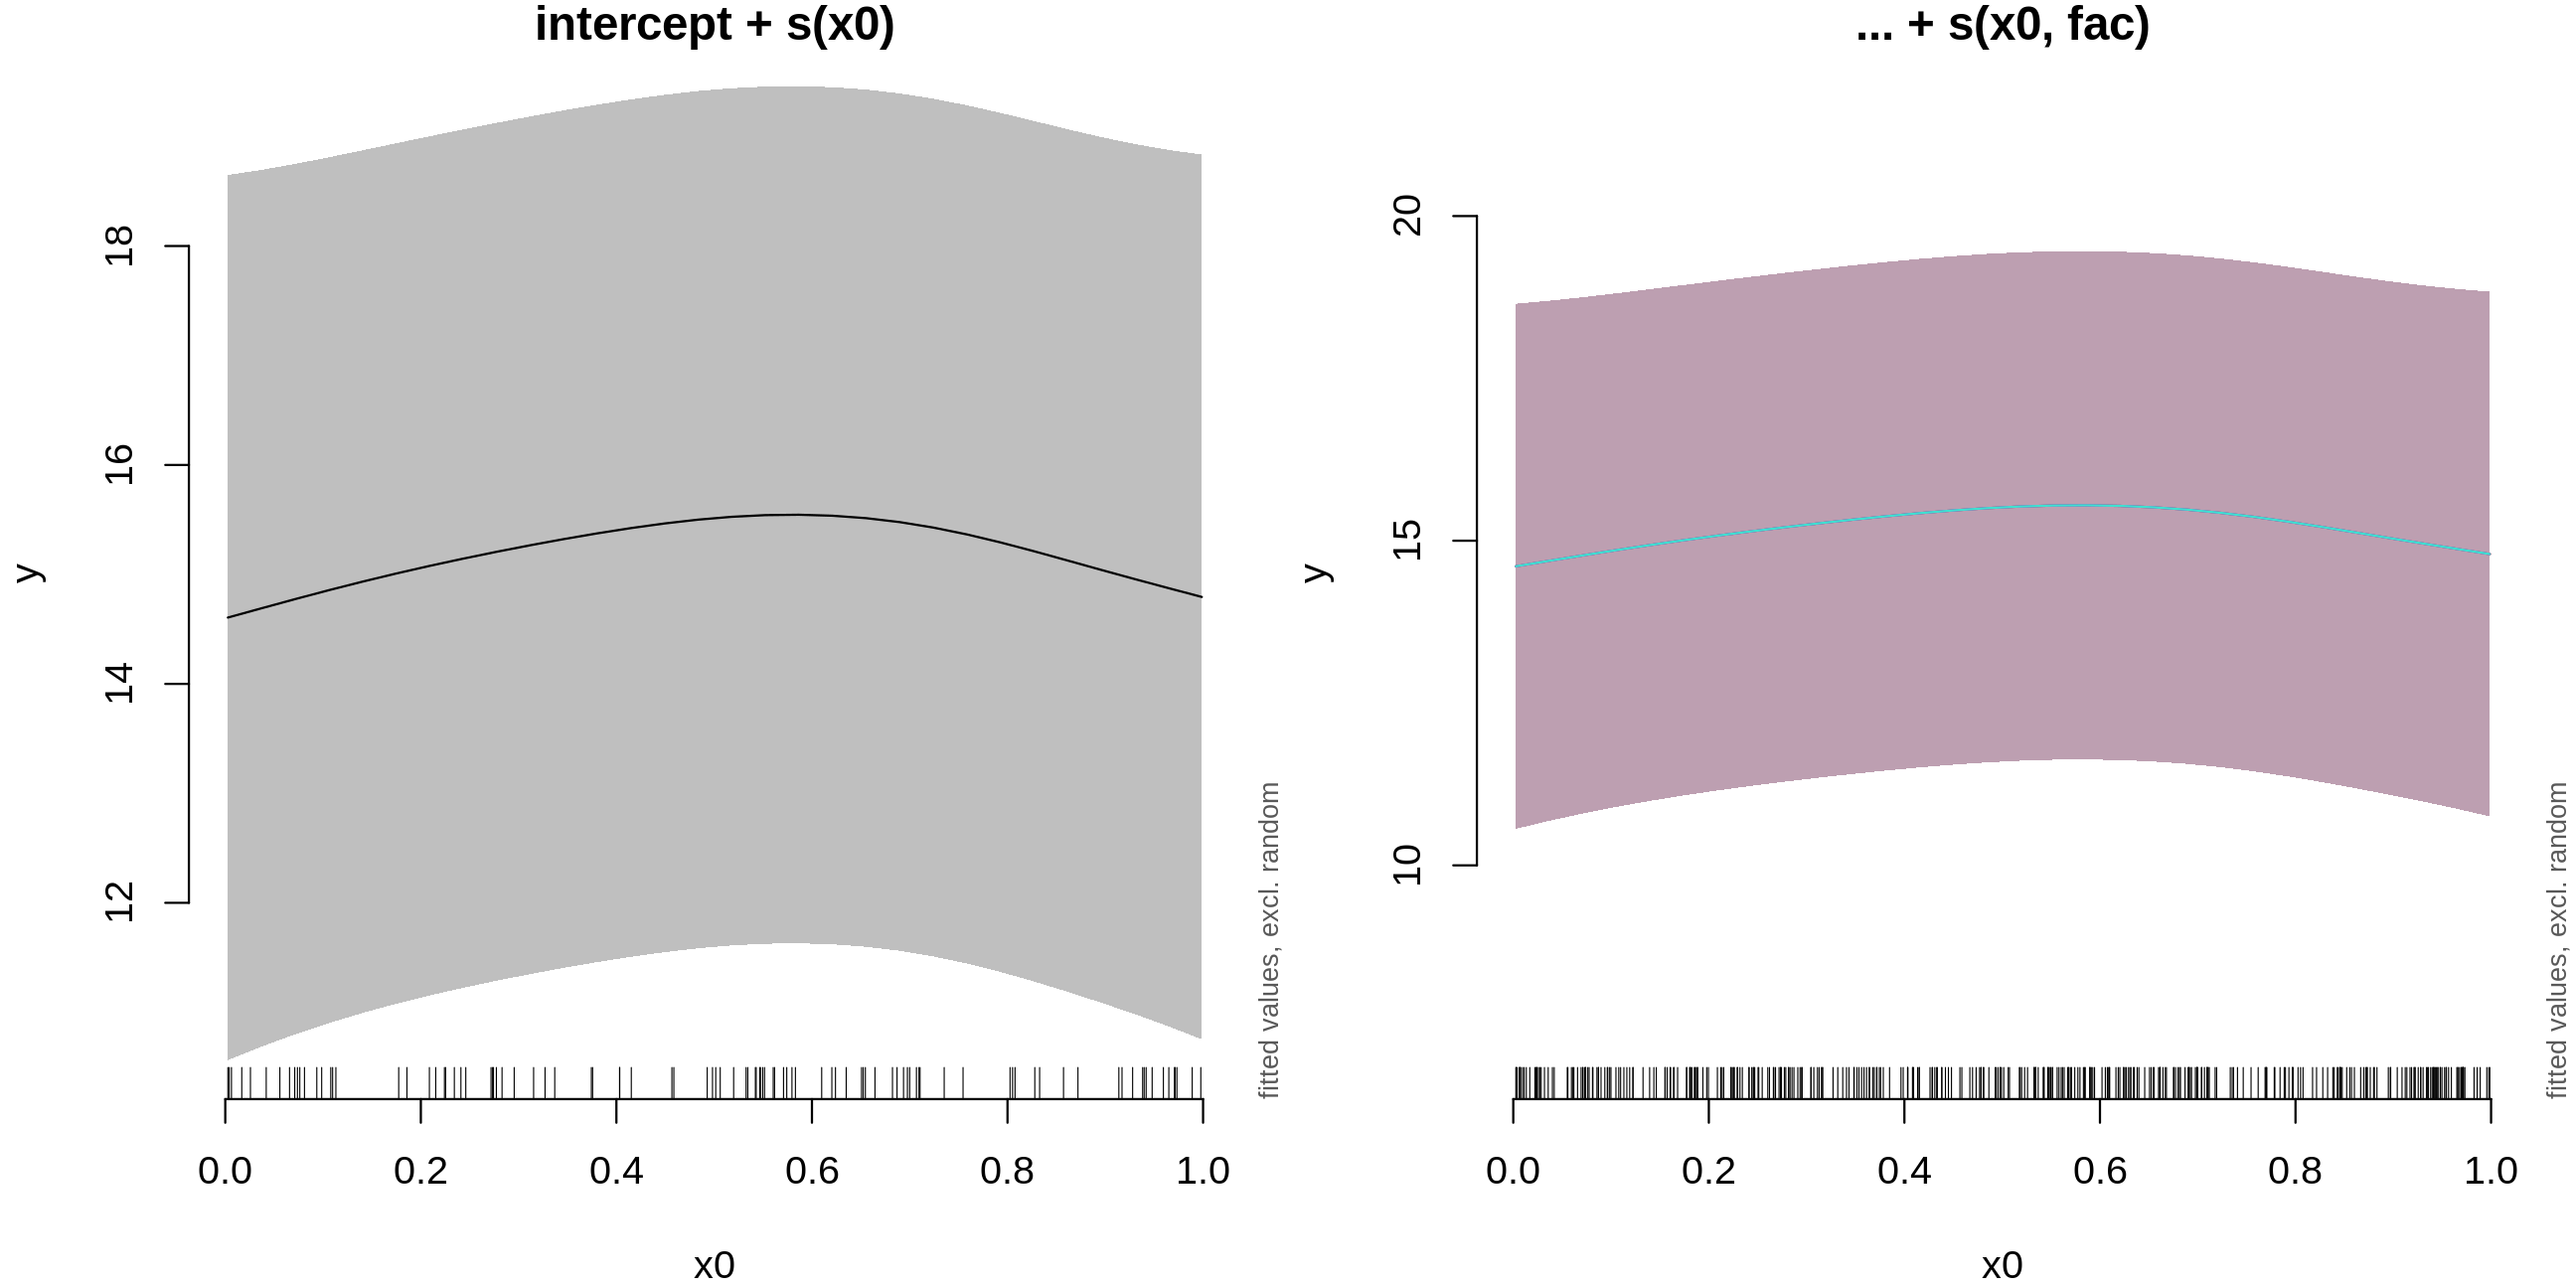 intercept + s(x0)
y
18
16
14
12
0.0 0.2 0.4 0.6 0.8 1.0
x0
fitted values, excl. random
... + s(x0, fac)
y
20
15
10
0.0 0.2 0.4 0.6 0.8 1.0
x0
fitted values, excl. random